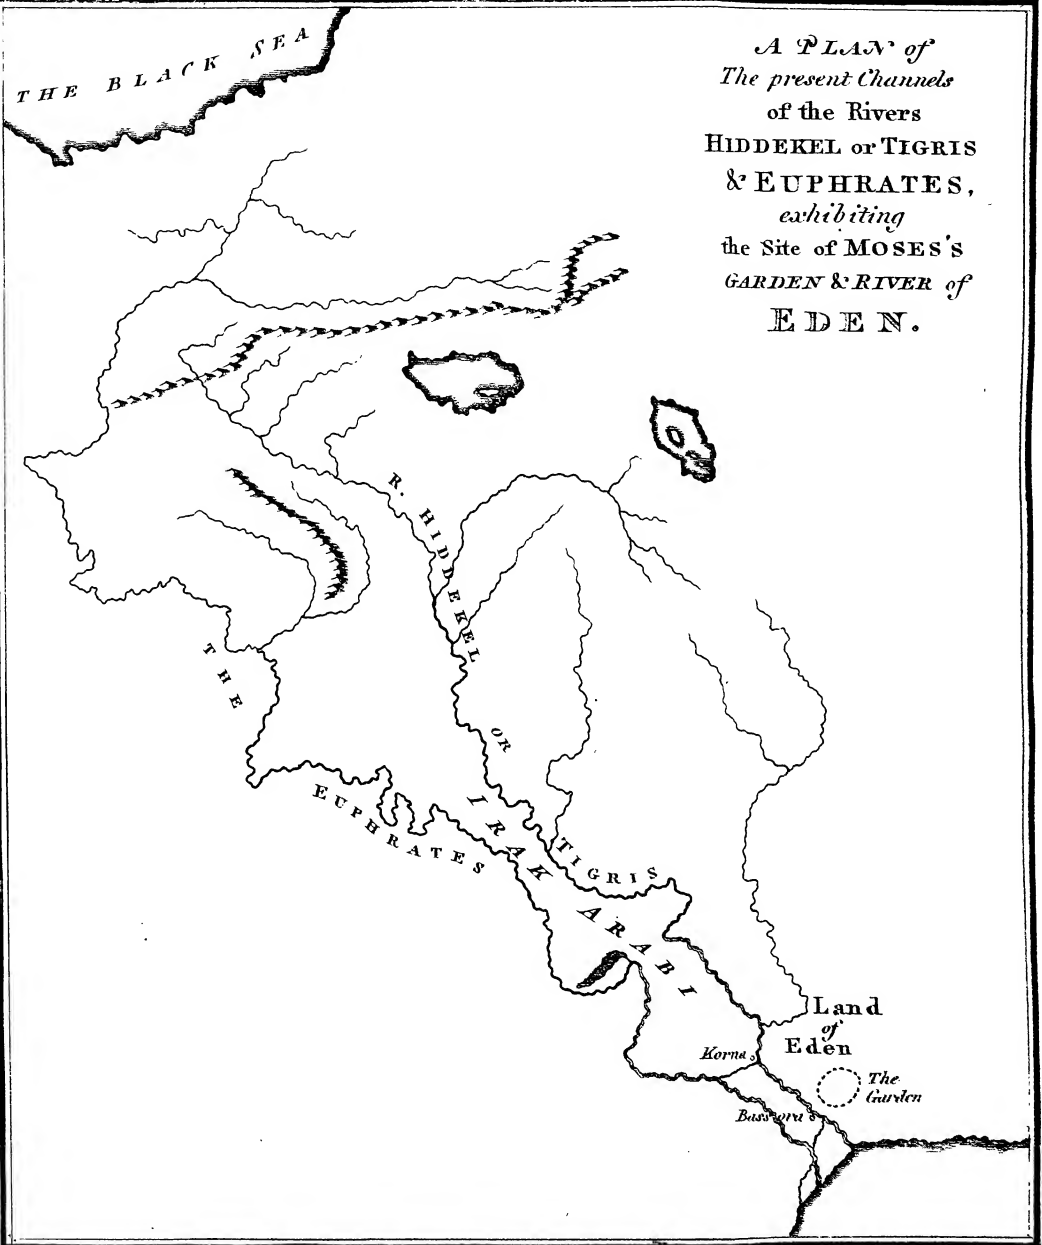 THE BLACK SEA
A PLAN of
The present Channels
of the Rivers
HIDDEKEL or TIGRIS
& EUPHRATES,
exhibiting
the Site of MOSES's
GARDEN & RIVER of
EDEN.
R. HIDDEKEL OR TIGRIS
THE EUPHRATES
IRAK ARABI
Land
of
Eden
Korna
The
Garden
Bassora